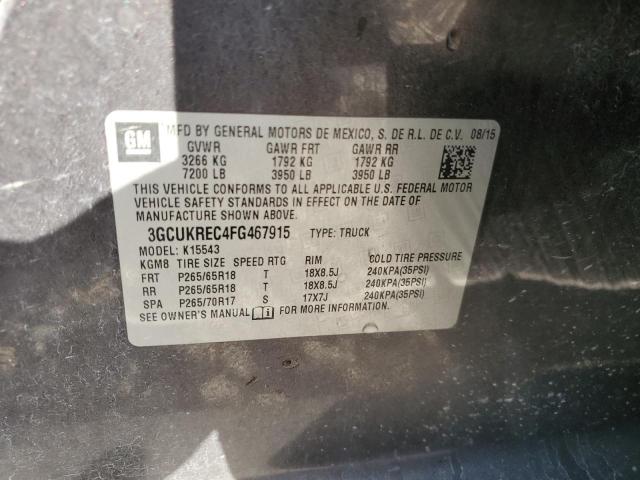 GM
MFD BY GENERAL MOTORS DE MEXICO, S. DE R.L. DE C.V. 08/15
GVWR GAWR FRT GAWR RR
3266 KG 1792 KG 1792 KG
7200 LB 3950 LB 3950 LB
THIS VEHICLE CONFORMS TO ALL APPLICABLE U.S. FEDERAL MOTOR
VEHICLE SAFETY STANDARDS IN EFFECT ON THE DATE OF
MANUFACTURE SHOWN ABOVE.
3GCUKREC4FG467915 TYPE: TRUCK
MODEL: K15543
KGM8 TIRE SIZE SPEED RTG RIM COLD TIRE PRESSURE
FRT P265/65R18 T 18X8.5J 240KPA(35PSI)
RR P265/65R18 T 18X8.5J 240KPA(35PSI)
SPA P265/70R17 S 17X7J 240KPA(35PSI)
SEE OWNER'S MANUAL FOR MORE INFORMATION.